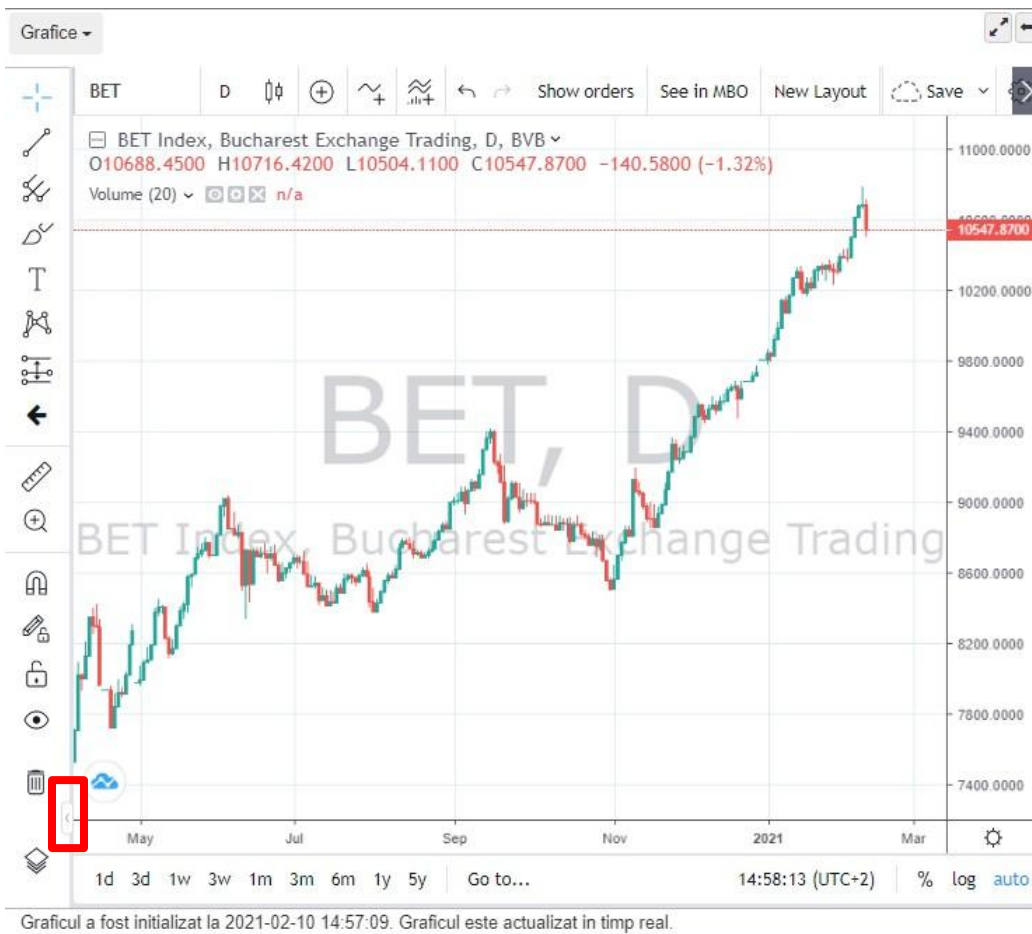 Grafice
BET D Show orders See in MBO New Layout Save
BET Index, Bucharest Exchange Trading, D, BVB
O10688.4500 H10716.4200 L10504.1100 C10547.8700 −140.5800 (−1.32%)
Volume (20) n/a
T
11000.0000
10547.8700
10200.0000
9800.0000
9400.0000
9000.0000
8600.0000
8200.0000
7800.0000
7400.0000
BET, D
BET Index, Bucharest Exchange Trading
May Jul Sep Nov 2021 Mar
1d 3d 1w 3w 1m 3m 6m 1y 5y Go to... 14:58:13 (UTC+2) % log auto
Graficul a fost initializat la 2021-02-10 14:57:09. Graficul este actualizat in timp real.